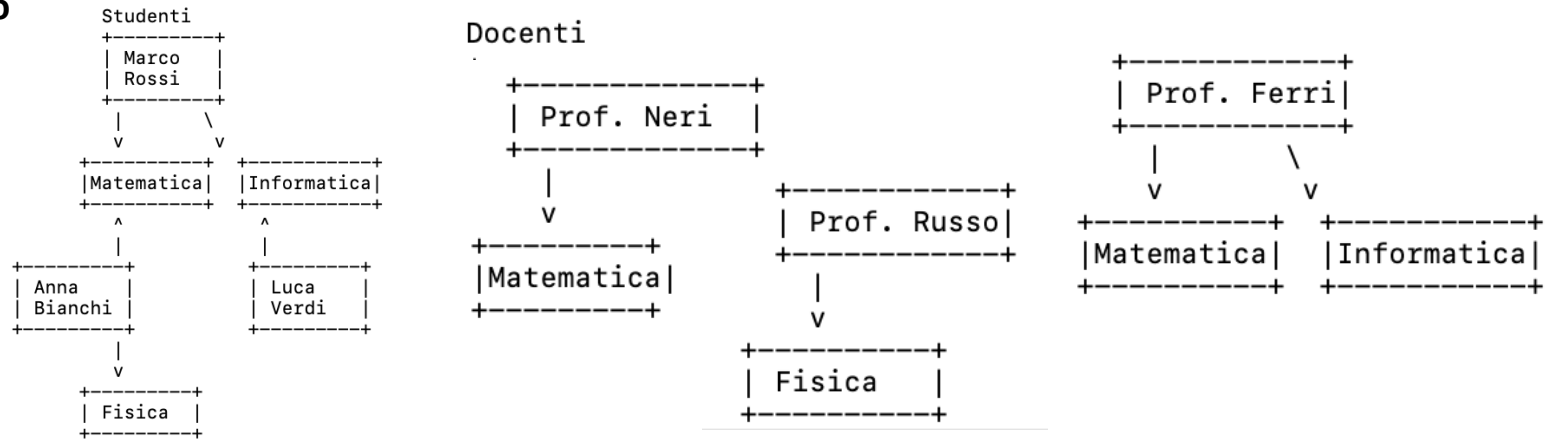 Studenti
Marco
Rossi
Matematica
Informatica
Anna
Bianchi
Luca
Verdi
Fisica
Docenti
Prof. Neri
Matematica
Prof. Russo
Fisica
Prof. Ferri
Matematica
Informatica